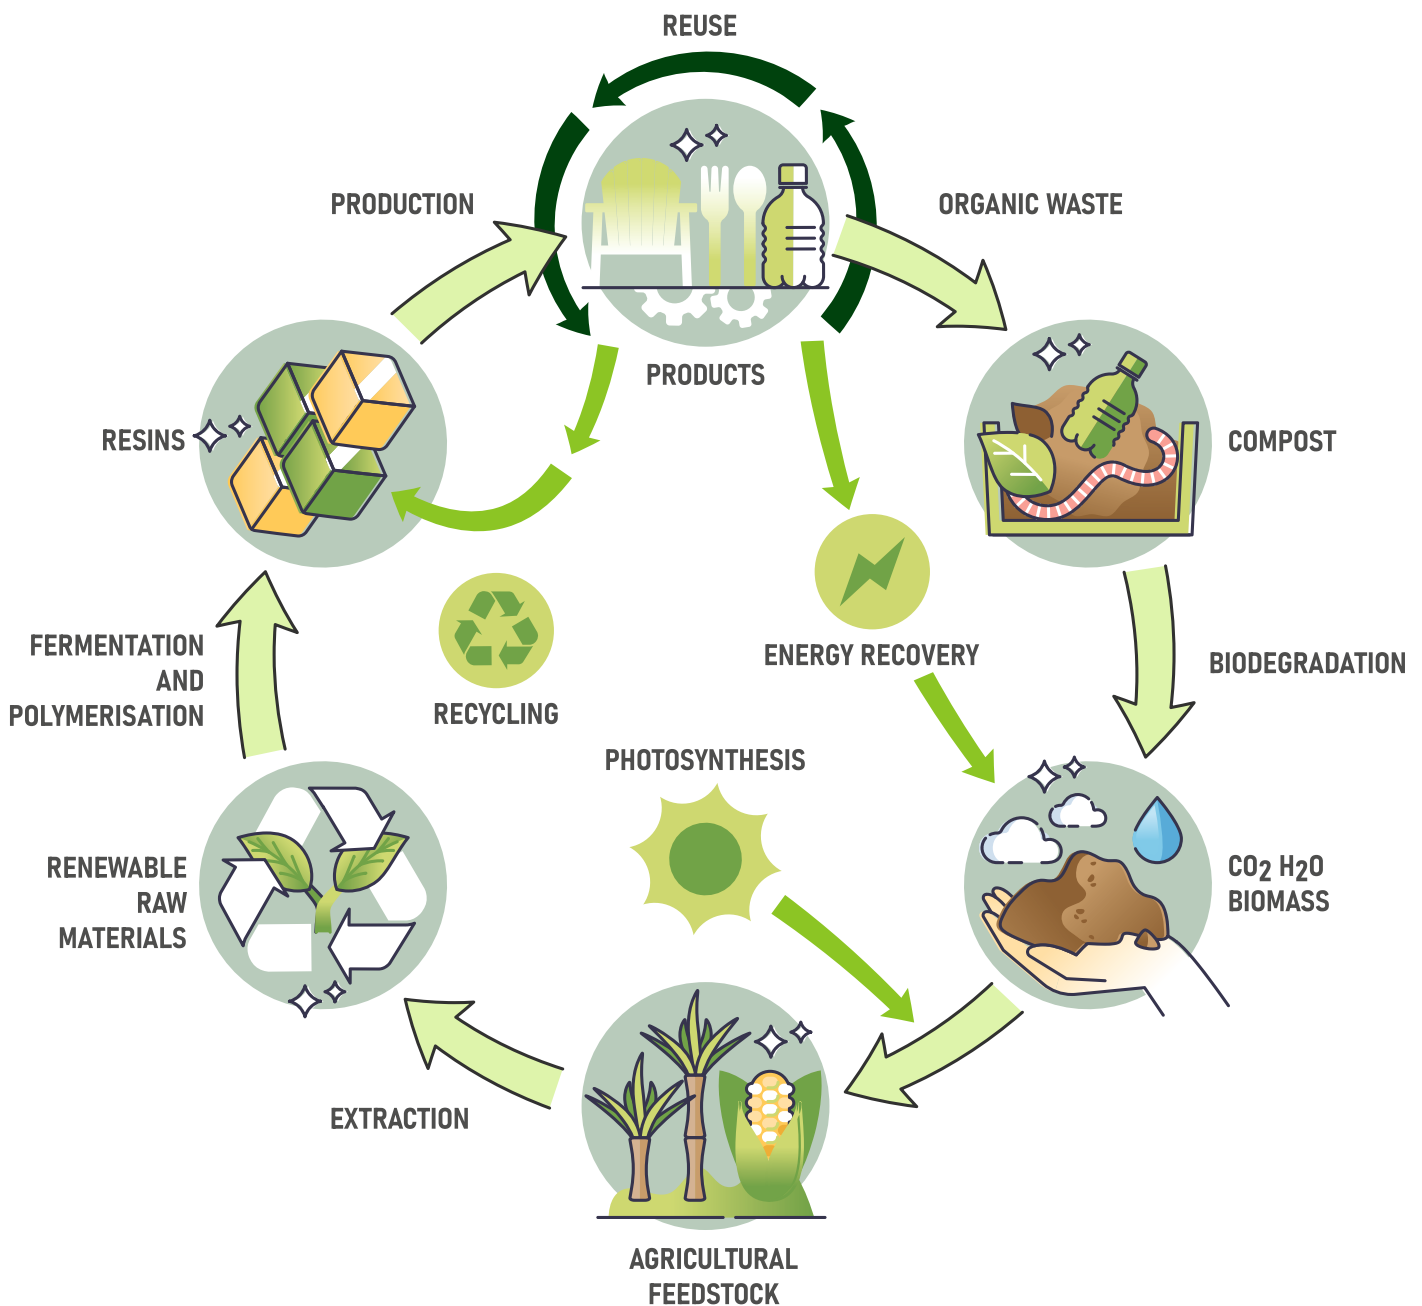 REUSE
PRODUCTION
ORGANIC WASTE
PRODUCTS
RESINS
COMPOST
FERMENTATION
AND
POLYMERISATION
RECYCLING
ENERGY RECOVERY
BIODEGRADATION
PHOTOSYNTHESIS
RENEWABLE
RAW
MATERIALS
CO2 H2O
BIOMASS
EXTRACTION
AGRICULTURAL
FEEDSTOCK